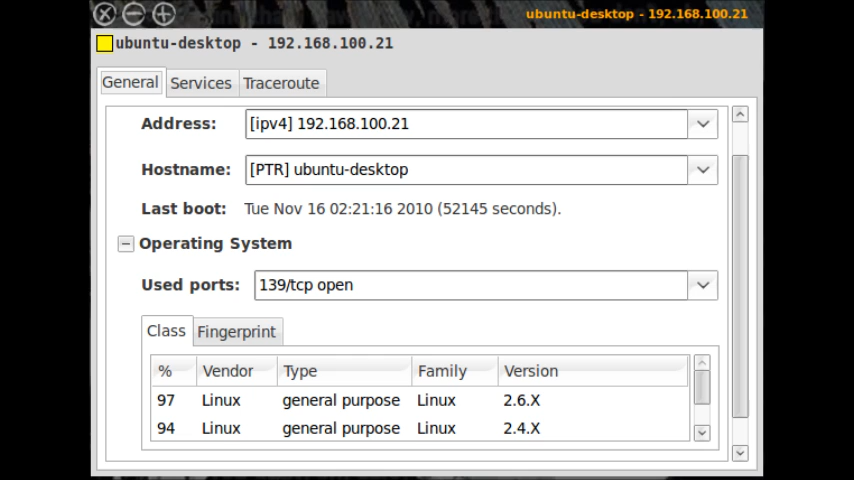 ubuntu-desktop - 192.168.100.21
ubuntu-desktop - 192.168.100.21
General Services Traceroute
Address: [ipv4] 192.168.100.21
Hostname: [PTR] ubuntu-desktop
Last boot: Tue Nov 16 02:21:16 2010 (52145 seconds).
Operating System
Used ports: 139/tcp open
Class Fingerprint
% Vendor Type Family Version
97 Linux general purpose Linux 2.6.X
94 Linux general purpose Linux 2.4.X